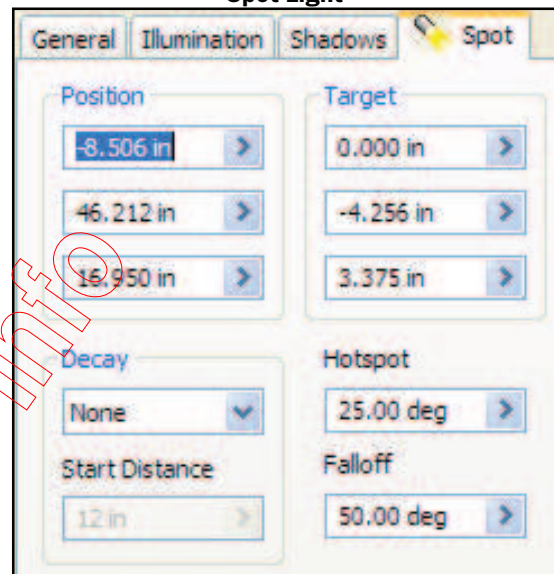 Spot Light
General Illumination Shadows Spot
Position Target
-8.506 in 0.000 in
46.212 in -4.256 in
16.950 in 3.375 in
Decay Hotspot
None 25.00 deg
Start Distance Falloff
12 in 50.00 deg
info